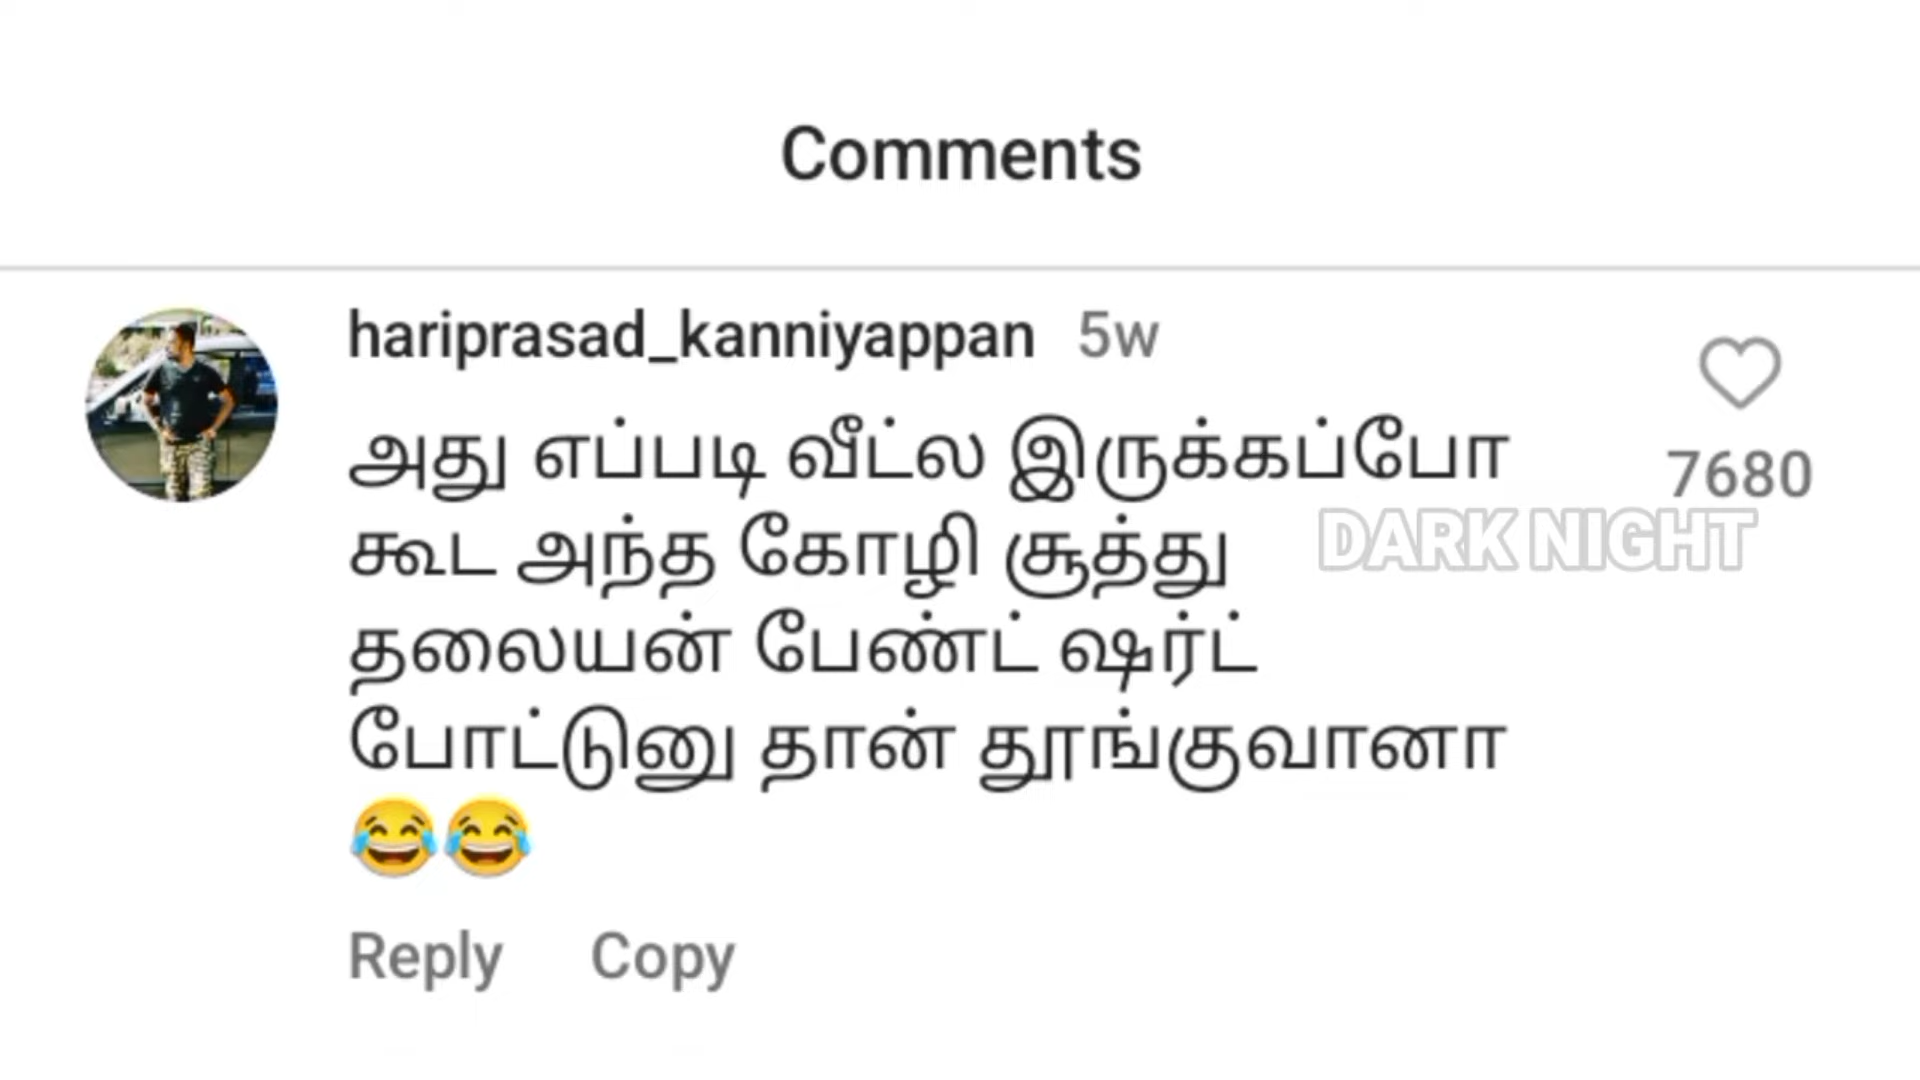 Comments
hariprasad_kanniyappan 5w
அது எப்படி வீட்ல இருக்கப்போ
7680
கூட அந்த கோழி சூத்து
DARK NIGHT
தலையன் பேண்ட் ஷர்ட்
போட்டுனு தான் தூங்குவானா
😂😂
Reply Copy